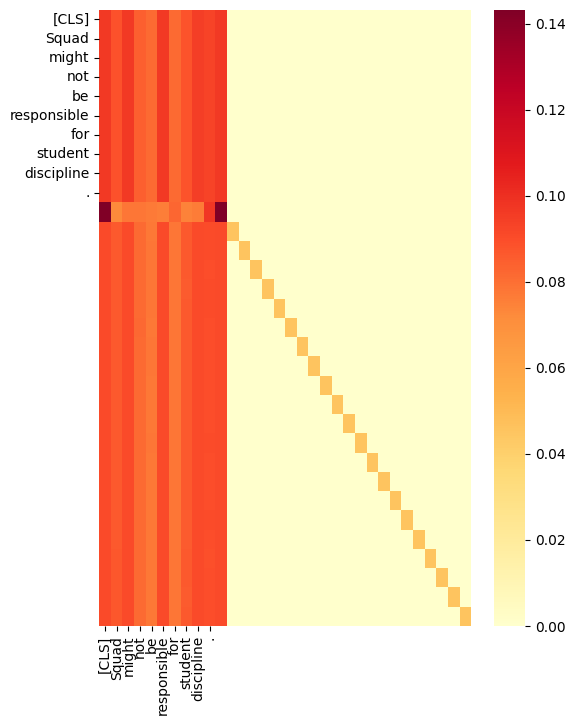 [CLS]
Squad
might
not
be
responsible
for
student
discipline
.
0.14
0.12
0.10
0.08
0.06
0.04
0.02
0.00
[CLS]
Squad
might
not
be
responsible
for
student
discipline
.